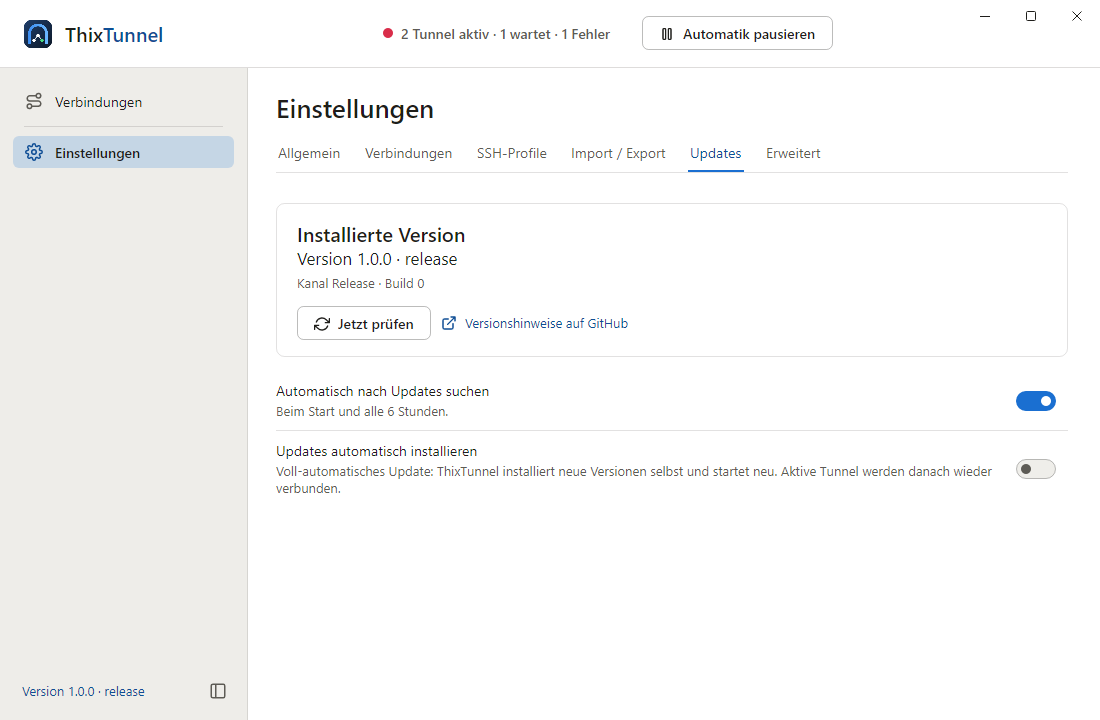 ThixTunnel
2 Tunnel aktiv · 1 wartet · 1 Fehler
Automatik pausieren
Verbindungen
Einstellungen
Einstellungen
Allgemein
Verbindungen
SSH-Profile
Import / Export
Updates
Erweitert
Installierte Version
Version 1.0.0 · release
Kanal Release · Build 0
Jetzt prüfen
Versionshinweise auf GitHub
Automatisch nach Updates suchen
Beim Start und alle 6 Stunden.
Updates automatisch installieren
Voll-automatisches Update: ThixTunnel installiert neue Versionen selbst und startet neu. Aktive Tunnel werden danach wieder
verbunden.
Version 1.0.0 · release